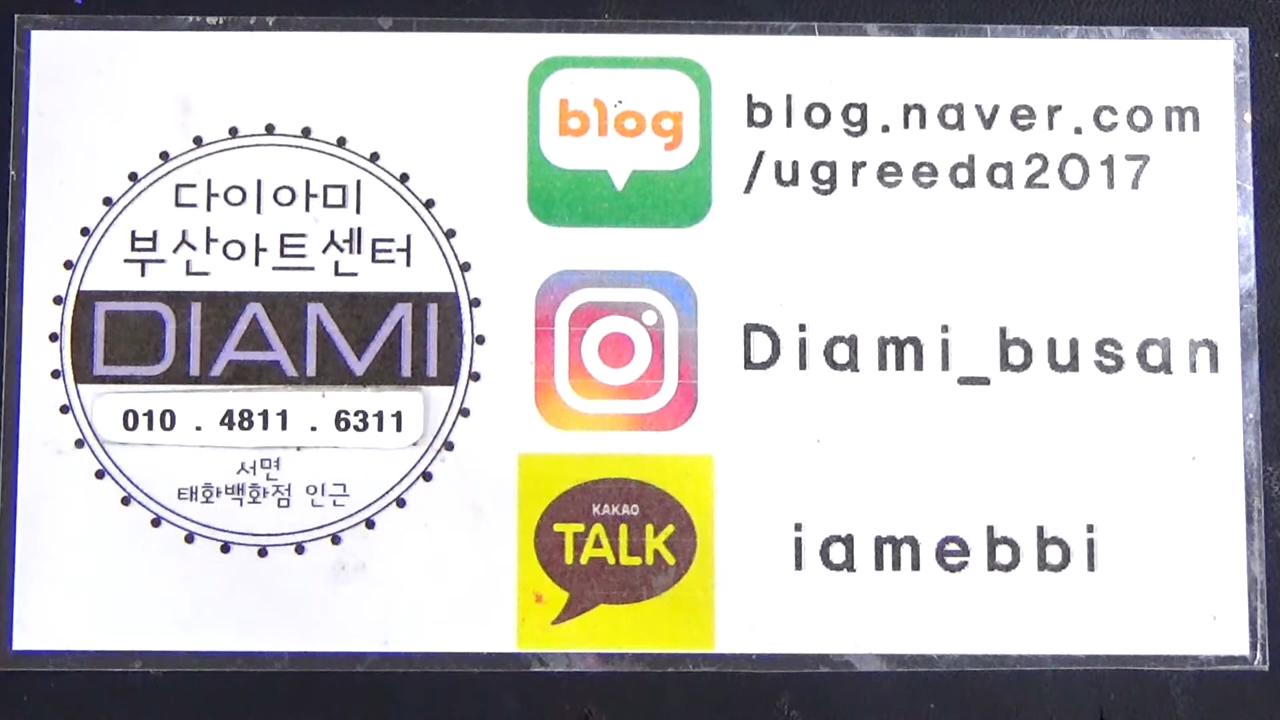 다이아미
부산아트센터
DIAMI
010 . 4811 . 6311
서면
태화백화점 인근
blog
blog.naver.com
/ugreeda2017
Diami_busan
KAKAO
TALK
iamebbi